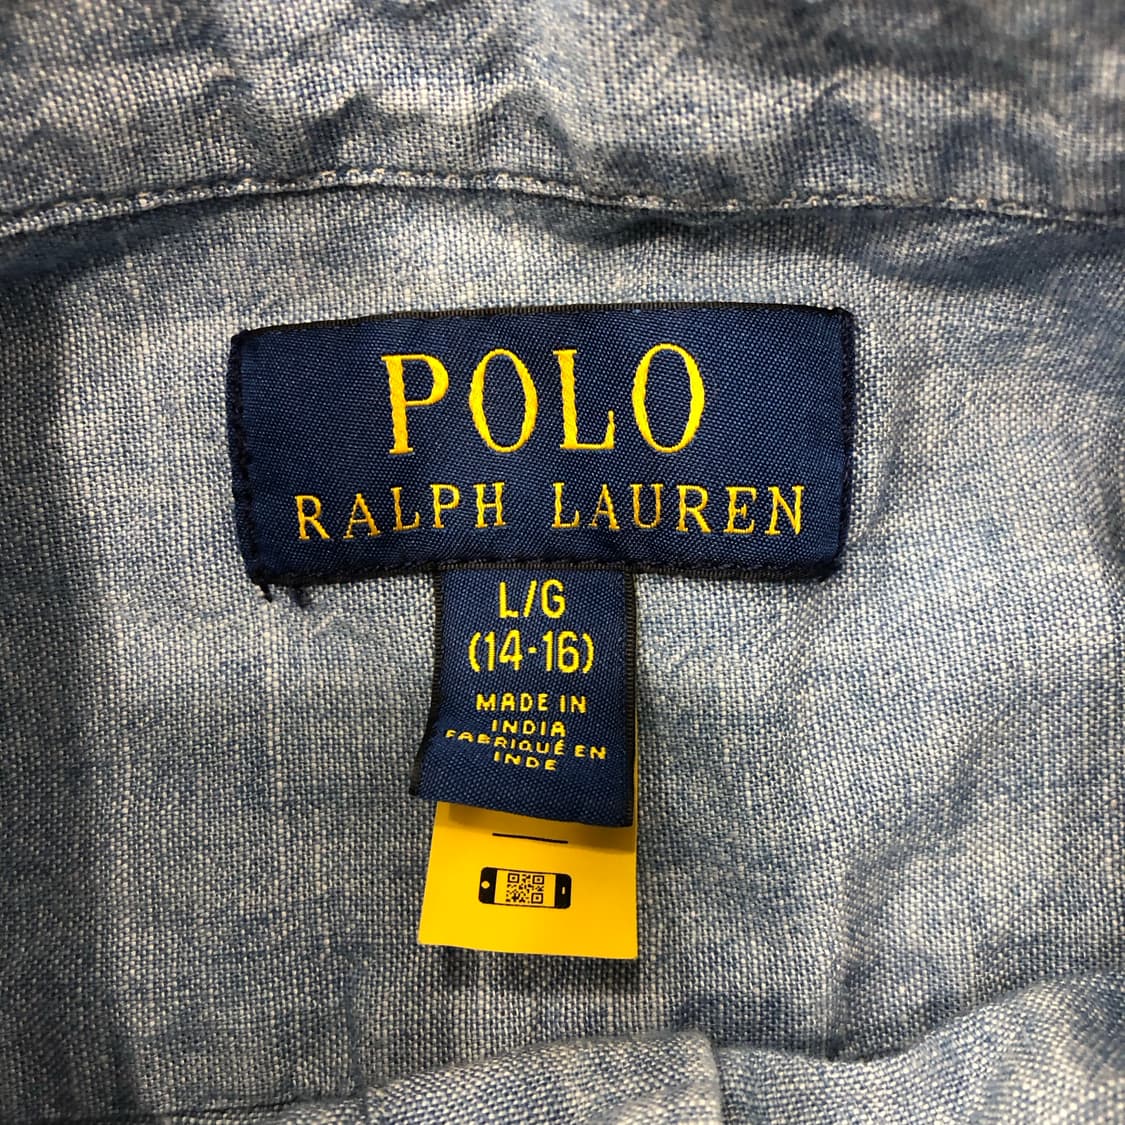 POLO
RALPH LAUREN
L/G
(14-16)
MADE IN
INDIA
FABRIQUÉ EN
INDE